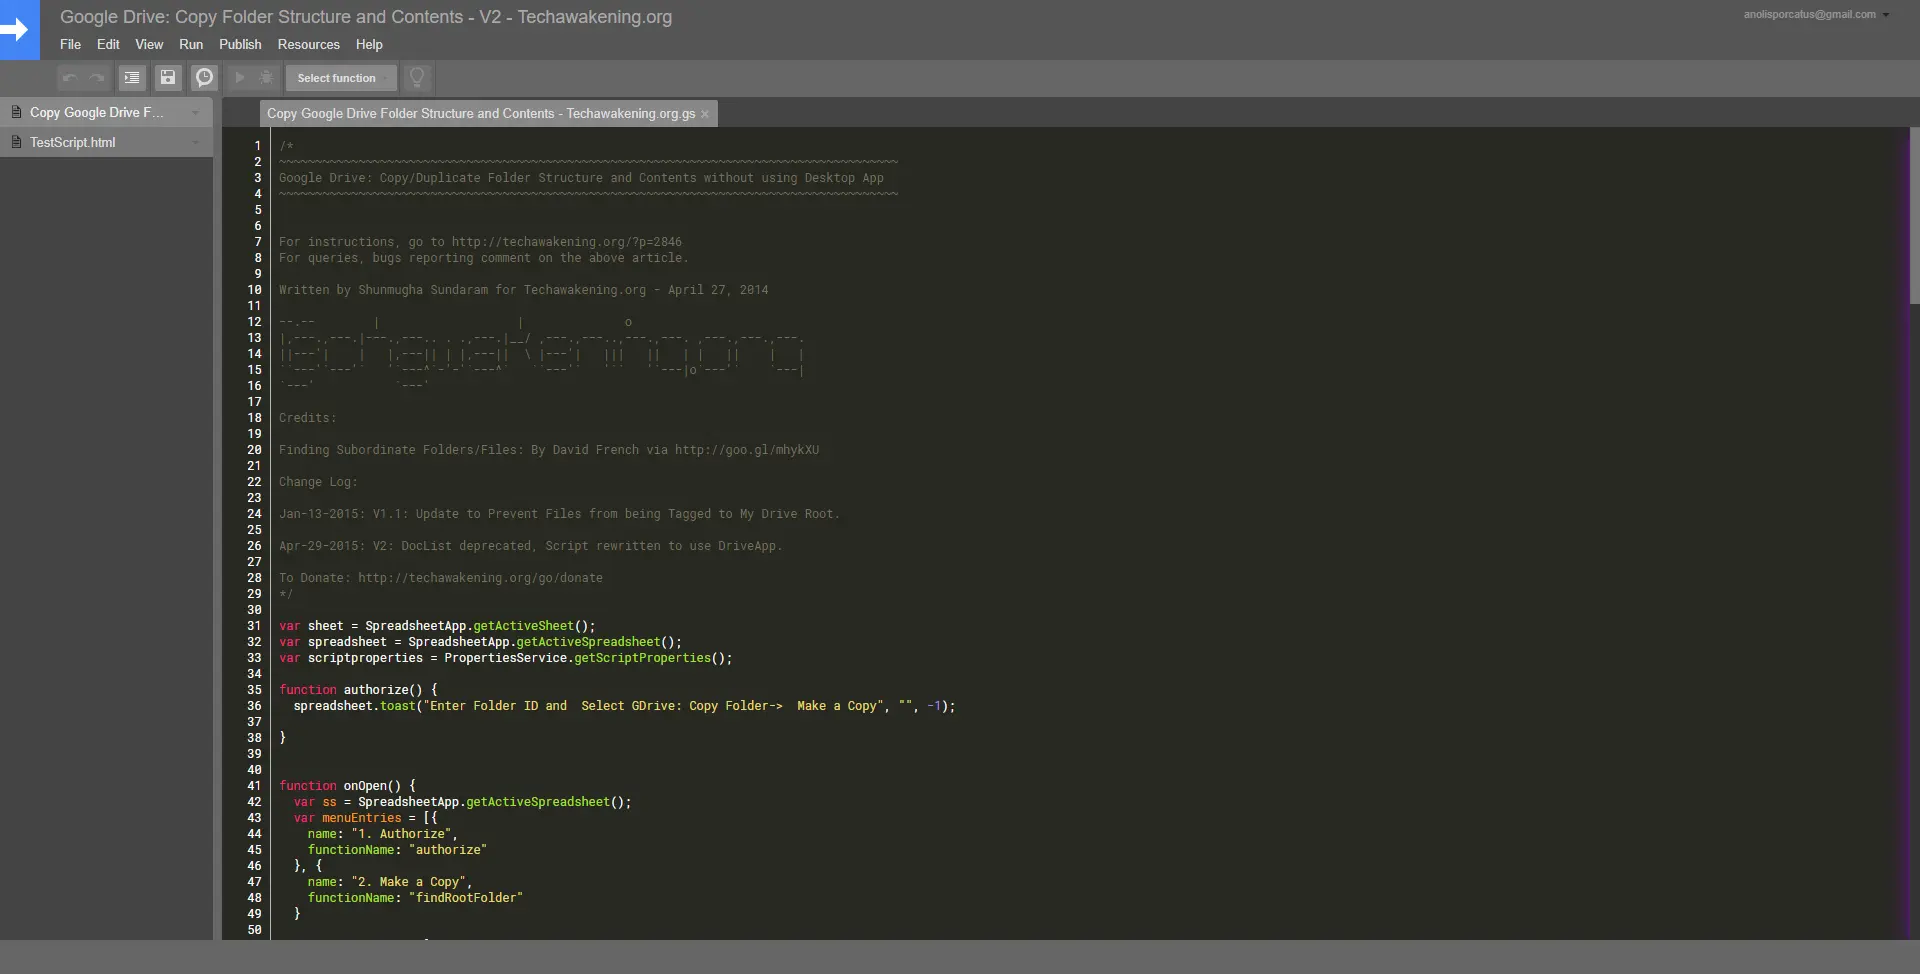 Google Drive: Copy Folder Structure and Contents - V2 - Techawakening.org
anolisporcatus@gmail.com
File Edit View Run Publish Resources Help
Select function
Copy Google Drive F...
TestScript.html
Copy Google Drive Folder Structure and Contents - Techawakening.org.gs ×
1 /*
2 ~~~~~~~~~~~~~~~~~~~~~~~~~~~~~~~~~~~~~~~~~~~~~~~~~~~~~~~~~~~~~~~~~~~~~~~~~~~~~~~~~~~~~~
3 Google Drive: Copy/Duplicate Folder Structure and Contents without using Desktop App
4 ~~~~~~~~~~~~~~~~~~~~~~~~~~~~~~~~~~~~~~~~~~~~~~~~~~~~~~~~~~~~~~~~~~~~~~~~~~~~~~~~~~~~~~
5
6
7 For instructions, go to http://techawakening.org/?p=2846
8 For queries, bugs reporting comment on the above article.
9
10 Written by Shunmugha Sundaram for Techawakening.org - April 27, 2014
11
12
13
14
15
16
17
18 Credits:
19
20 Finding Subordinate Folders/Files: By David French via http://goo.gl/mhykXU
21
22 Change Log:
23
24 Jan-13-2015: V1.1: Update to Prevent Files from being Tagged to My Drive Root.
25
26 Apr-29-2015: V2: DocList deprecated, Script rewritten to use DriveApp.
27
28 To Donate: http://techawakening.org/go/donate
29 */
30
31 var sheet = SpreadsheetApp.getActiveSheet();
32 var spreadsheet = SpreadsheetApp.getActiveSpreadsheet();
33 var scriptproperties = PropertiesService.getScriptProperties();
34
35 function authorize() {
36 spreadsheet.toast("Enter Folder ID and  Select GDrive: Copy Folder->  Make a Copy", "", -1);
37
38 }
39
40
41 function onOpen() {
42 var ss = SpreadsheetApp.getActiveSpreadsheet();
43 var menuEntries = [{
44 name: "1. Authorize",
45 functionName: "authorize"
46 }, {
47 name: "2. Make a Copy",
48 functionName: "findRootFolder"
49 }
50